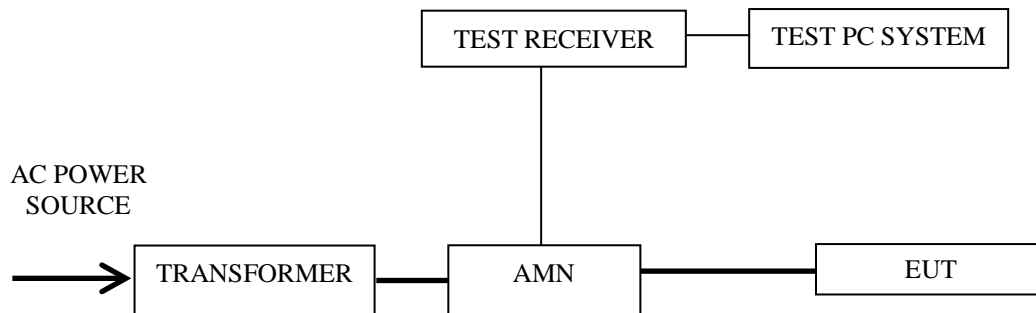 TEST RECEIVER
TEST PC SYSTEM
AC POWER
SOURCE
TRANSFORMER
AMN
EUT